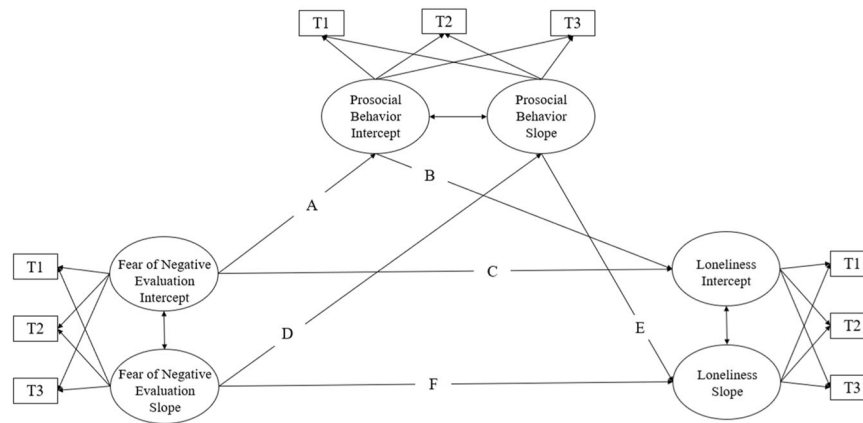 T1
T2
T3
Prosocial
Behavior
Intercept
Prosocial
Behavior
Slope
A
B
T1
T2
T3
Fear of Negative
Evaluation
Intercept
C
Loneliness
Intercept
T1
T2
T3
D
E
Fear of Negative
Evaluation
Slope
F
Loneliness
Slope